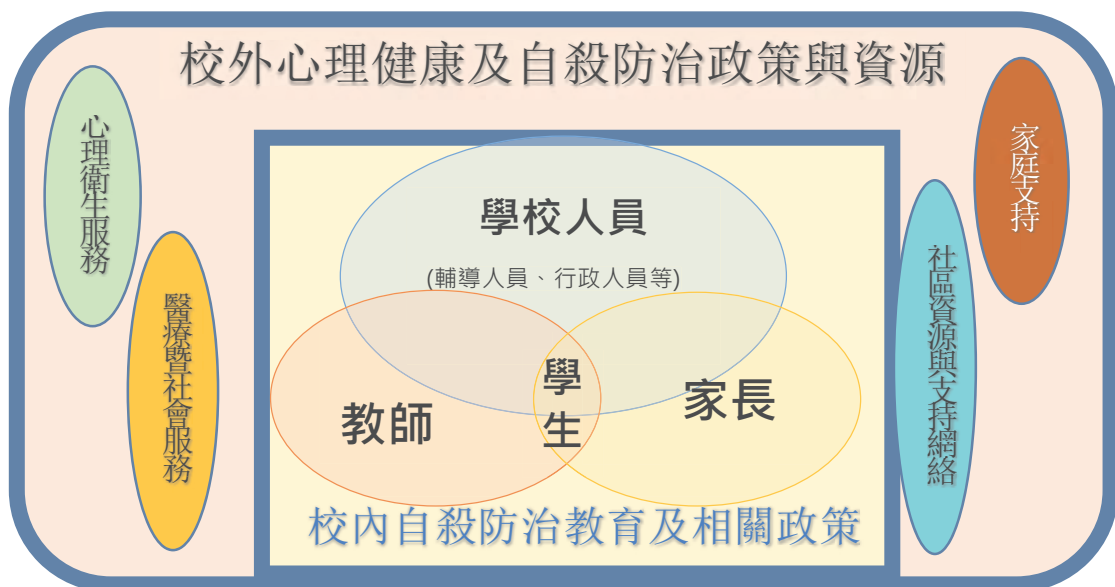 校外心理健康及自殺防治政策與資源
心理衛生服務
醫療暨社會服務
學校人員
(輔導人員、行政人員等)
教師
學生
家長
校內自殺防治教育及相關政策
家庭支持
社區資源與支持網絡